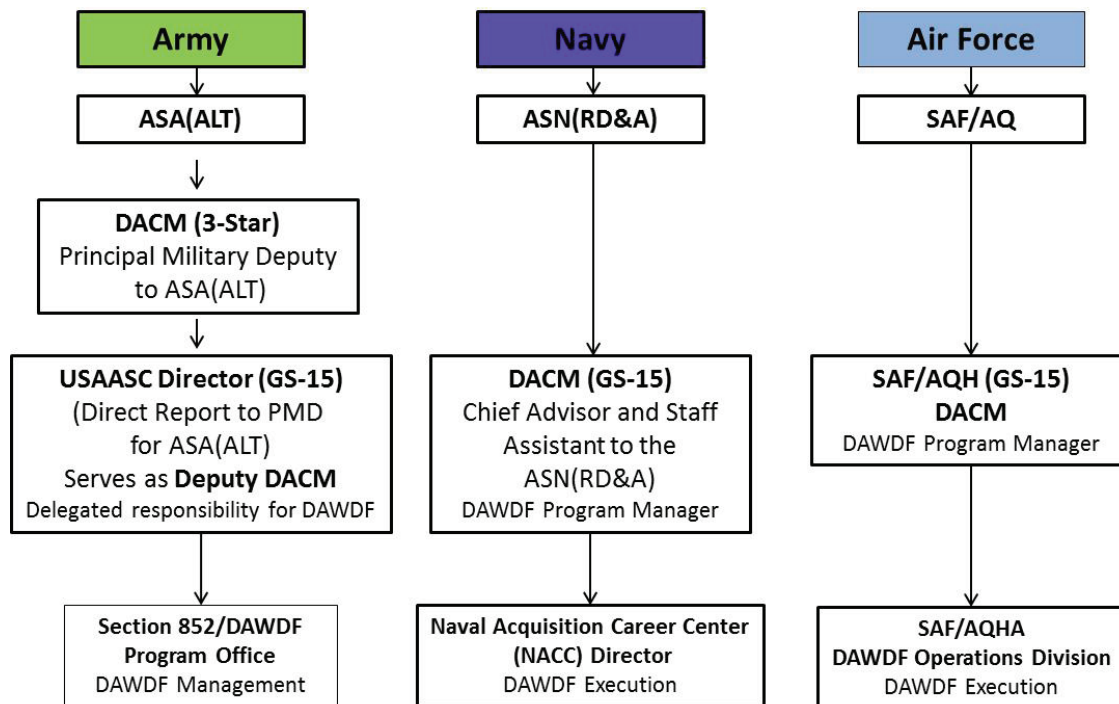 Army
ASA(ALT)
DACM (3-Star)
Principal Military Deputy
to ASA(ALT)
USAASC Director (GS-15)
(Direct Report to PMD
for ASA(ALT)
Serves as Deputy DACM
Delegated responsibility for DAWDF
Section 852/DAWDF
Program Office
DAWDF Management
Navy
ASN(RD&A)
DACM (GS-15)
Chief Advisor and Staff
Assistant to the
ASN(RD&A)
DAWDF Program Manager
Naval Acquisition Career Center
(NACC) Director
DAWDF Execution
Air Force
SAF/AQ
SAF/AQH (GS-15)
DACM
DAWDF Program Manager
SAF/AQHA
DAWDF Operations Division
DAWDF Execution